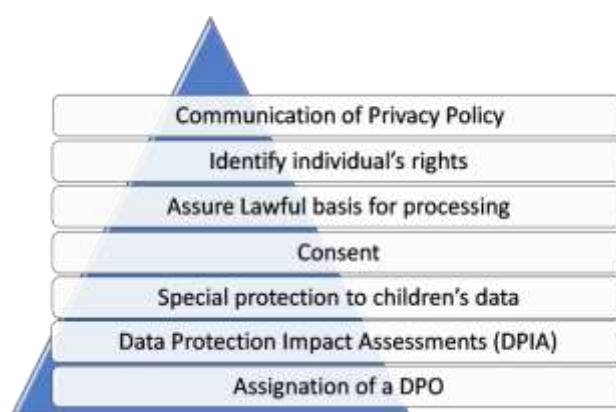 Communication of Privacy Policy
Identify individual's rights
Assure Lawful basis for processing
Consent
Special protection to children's data
Data Protection Impact Assessments (DPIA)
Assignation of a DPO